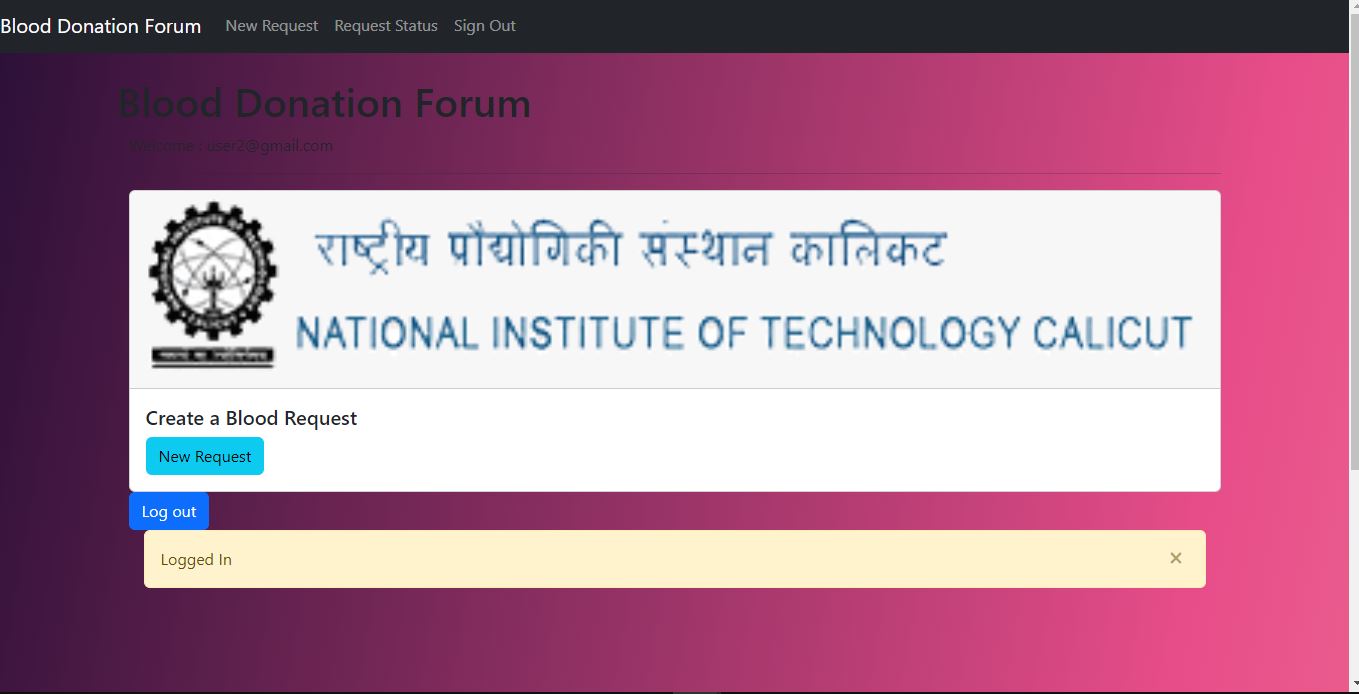 Blood Donation Forum New Request Request Status Sign Out
Blood Donation Forum
Welcome : user2@gmail.com
राष्ट्रीय प्रौद्योगिकी संस्थान कालिकट
NATIONAL INSTITUTE OF TECHNOLOGY CALICUT
Create a Blood Request
New Request
Log out
Logged In ×